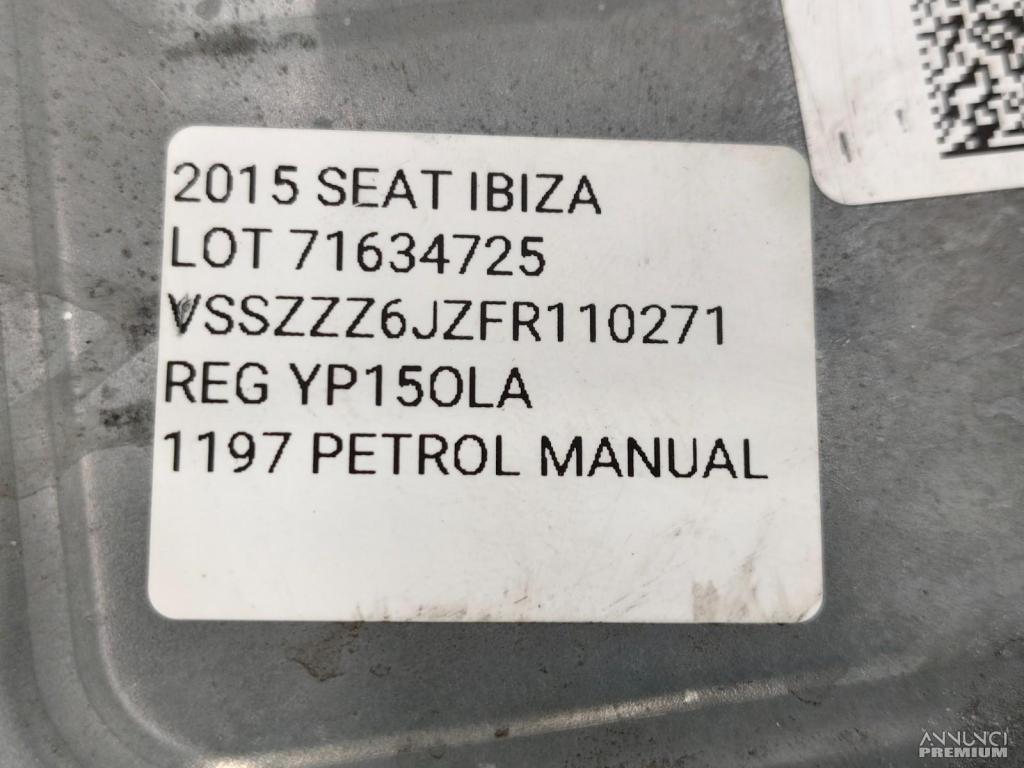 2015 SEAT IBIZA
LOT 71634725
VSSZZZ6JZFR110271
REG YP15OLA
1197 PETROL MANUAL
ANNUNCI
PREMIUM